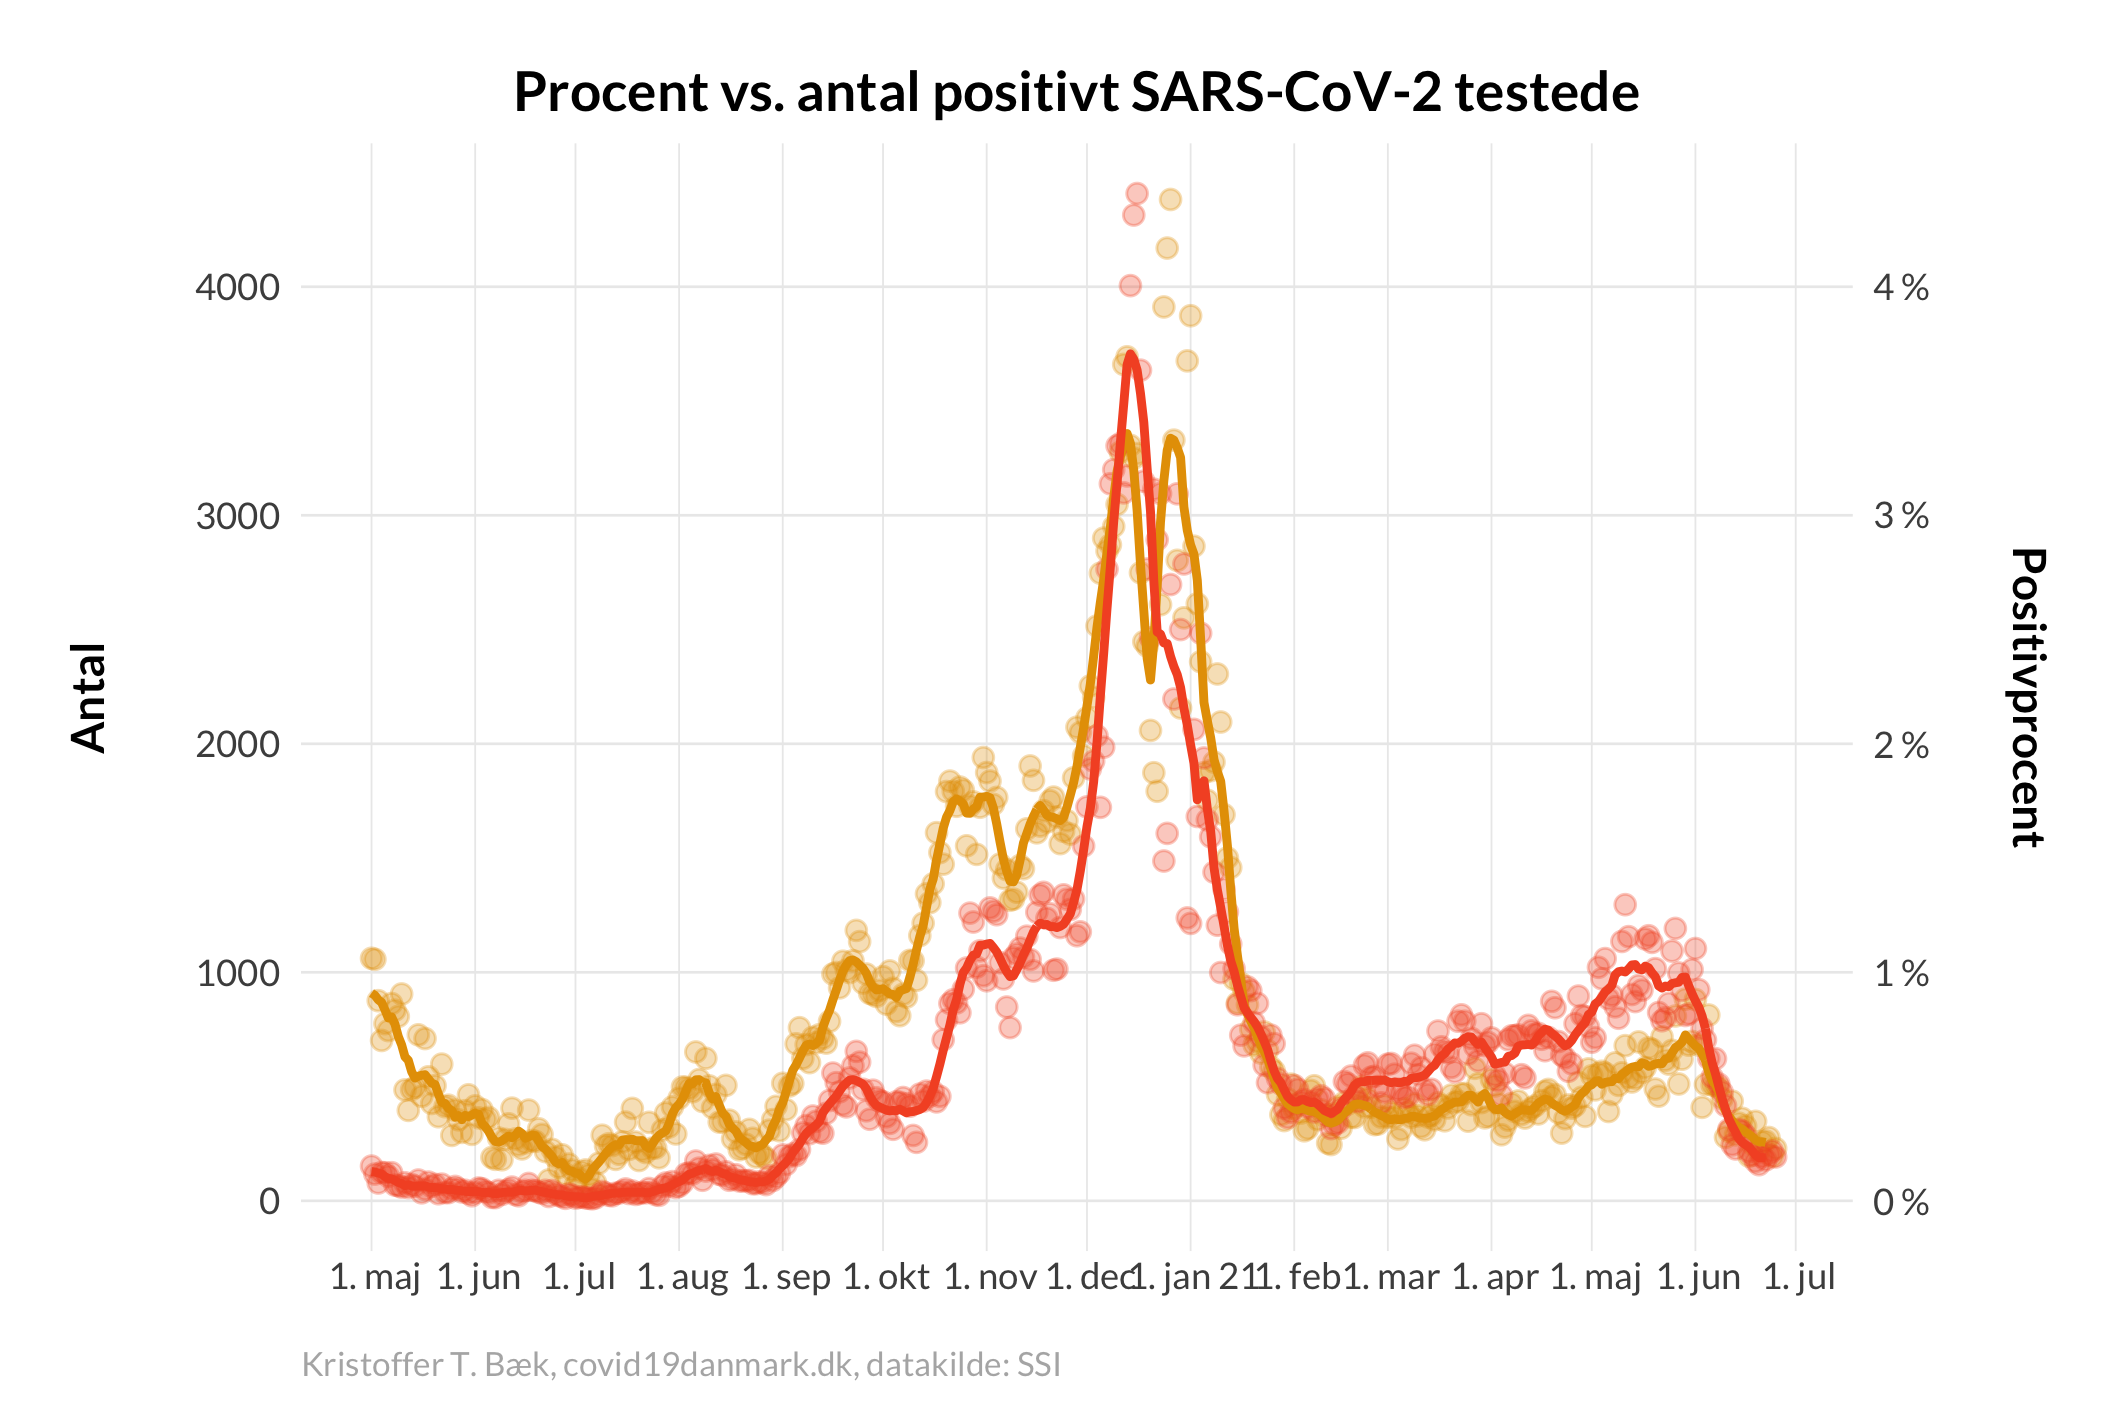 Procent vs. antal positivt SARS-CoV-2 testede
Antal
4000
3000
2000
1000
0
4 %
3 %
2 %
1 %
0 %
Positivprocent
1. maj 1. jun 1. jul 1. aug 1. sep 1. okt 1. nov 1. dec 1. jan 21 1. feb 1. mar 1. apr 1. maj 1. jun 1. jul
Kristoffer T. Bæk, covid19danmark.dk, datakilde: SSI